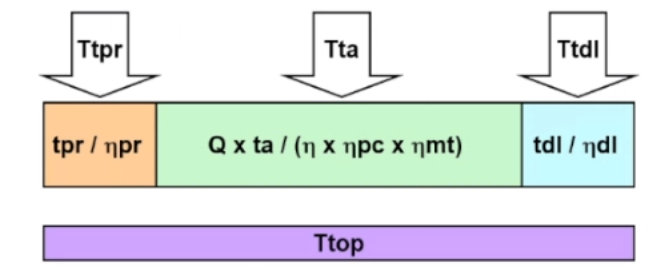 Ttpr Tta Ttdl
tpr / ηpr Q x ta / (η x ηpc x ηmt) tdl / ηdl
Ttop